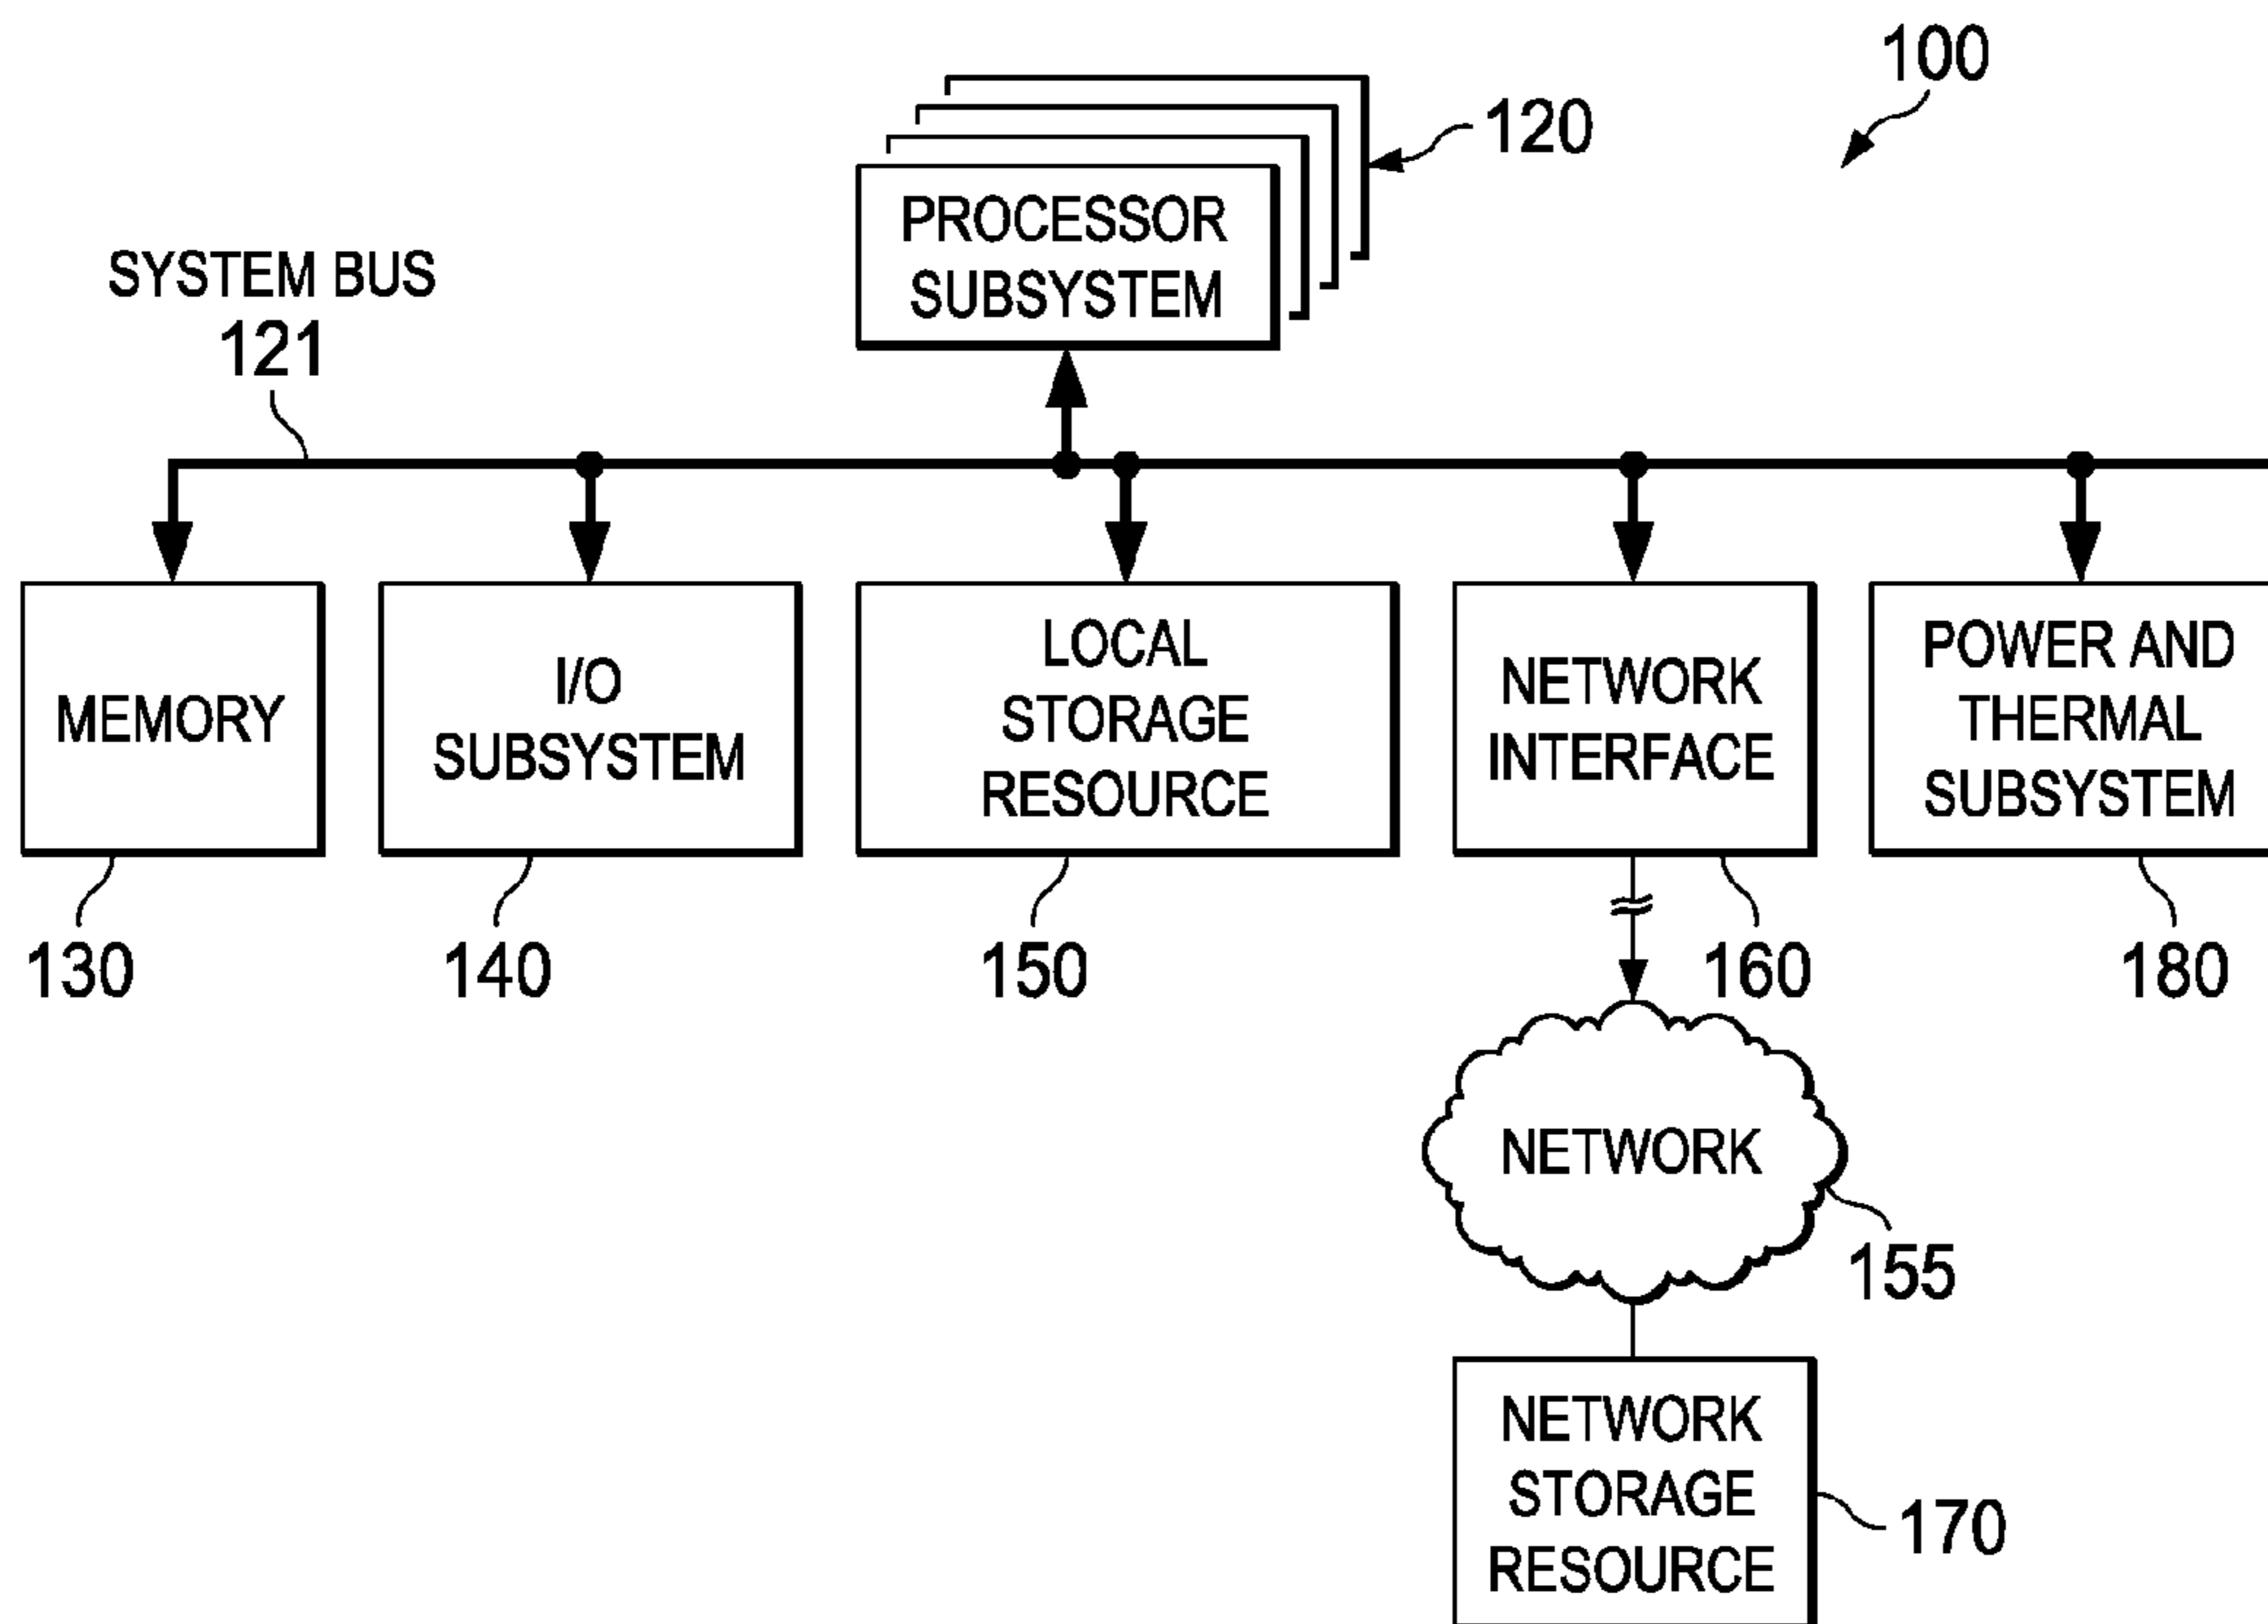 100
120
PROCESSOR
SUBSYSTEM
SYSTEM BUS
121
MEMORY
130
I/O
SUBSYSTEM
140
LOCAL
STORAGE
RESOURCE
150
NETWORK
INTERFACE
160
POWER AND
THERMAL
SUBSYSTEM
180
NETWORK
155
NETWORK
STORAGE
RESOURCE
170